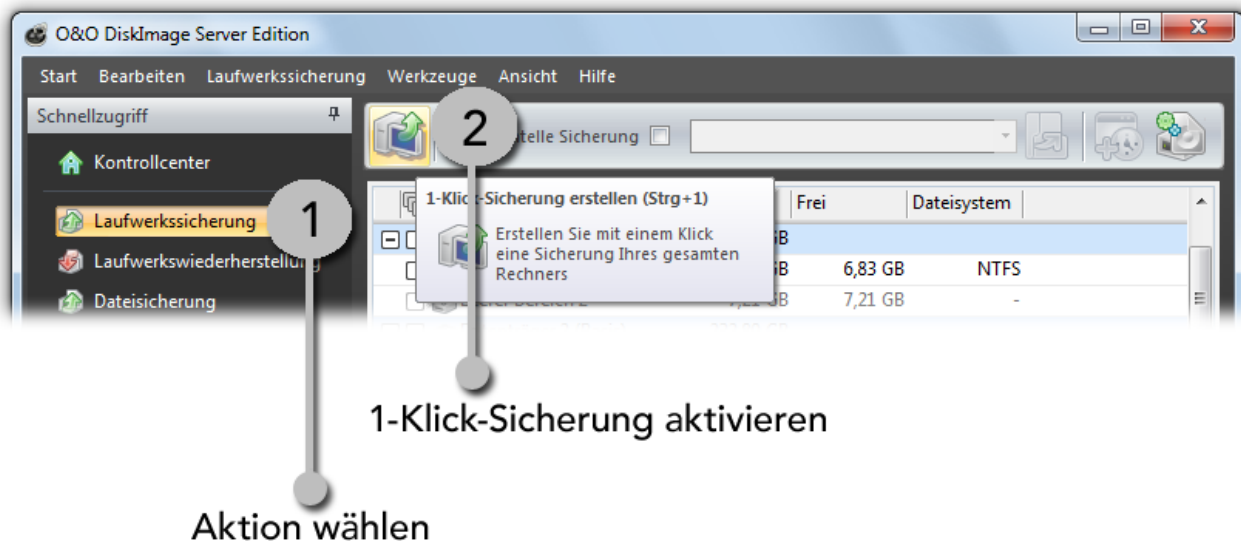 O&O DiskImage Server Edition
Start Bearbeiten Laufwerkssicherung Werkzeuge Ansicht Hilfe
Schnellzugriff
2
Sicherung
Kontrollcenter
1-Klick-Sicherung erstellen (Strg+1)
Frei Dateisystem
Laufwerkssicherung
1
Erstellen Sie mit einem Klick
eine Sicherung Ihres gesamten
Rechners
GB
Laufwerkswiederherstellung
GB 6,83 GB NTFS
Dateisicherung
7,21 GB 7,21 GB -
1-Klick-Sicherung aktivieren
Aktion wählen